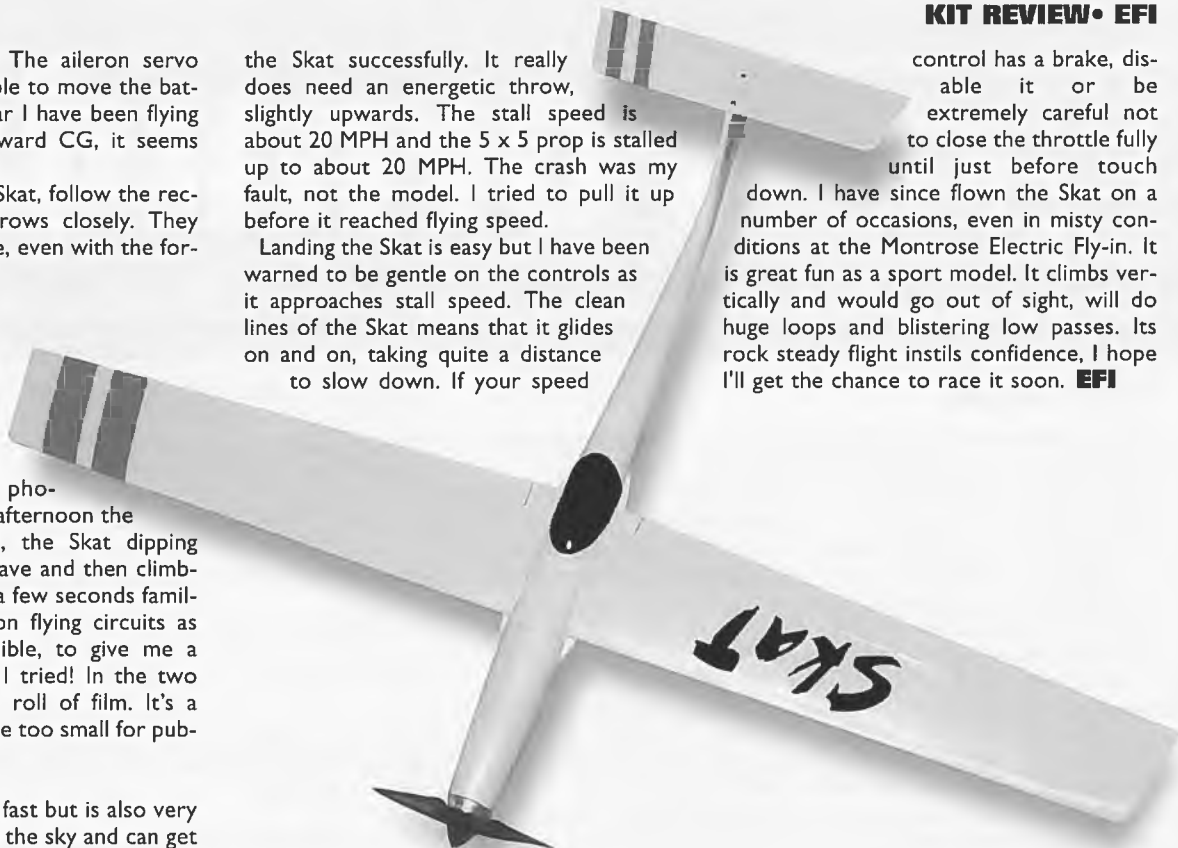 KIT REVIEW• EFI
The aileron servo
ble to move the bat-
ar I have been flying
ward CG, it seems
Skat, follow the rec-
rows closely. They
e, even with the for-
pho-
afternoon the
, the Skat dipping
ave and then climb-
a few seconds famil-
on flying circuits as
ible, to give me a
I tried! In the two
roll of film. It's a
e too small for pub-
fast but is also very
the sky and can get
the Skat successfully. It really
does need an energetic throw,
slightly upwards. The stall speed is
about 20 MPH and the 5 x 5 prop is stalled
up to about 20 MPH. The crash was my
fault, not the model. I tried to pull it up
before it reached flying speed.
Landing the Skat is easy but I have been
warned to be gentle on the controls as
it approaches stall speed. The clean
lines of the Skat means that it glides
on and on, taking quite a distance
to slow down. If your speed
control has a brake, dis-
able it or be
extremely careful not
to close the throttle fully
until just before touch
down. I have since flown the Skat on a
number of occasions, even in misty con-
ditions at the Montrose Electric Fly-in. It
is great fun as a sport model. It climbs ver-
tically and would go out of sight, will do
huge loops and blistering low passes. Its
rock steady flight instils confidence, I hope
I'll get the chance to race it soon. EFI
SKAT